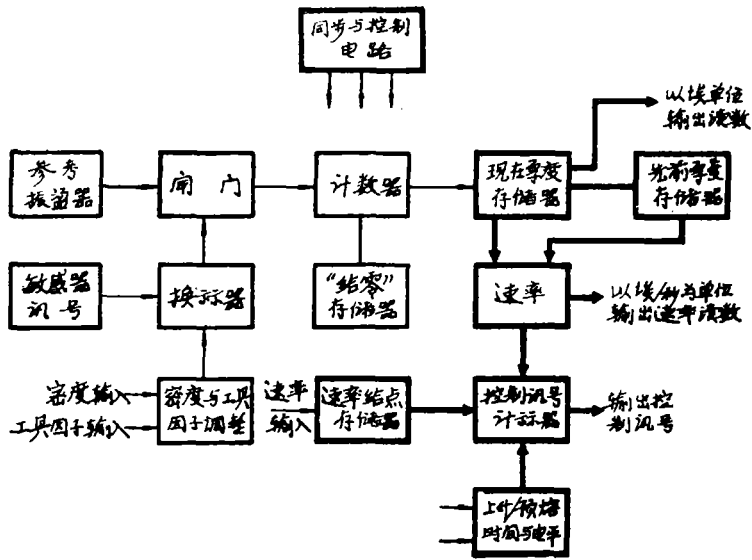 同步与控制
电路
以埃单位
输出读数
参考
振荡器
闸门
计数器
现在厚度
存储器
先前厚度
存储器
敏感器
讯号
换标器
“结零”
存储器
速率
以埃/秒为单位
输出速率读数
密度输入
工具因子输入
密度与工具
因子调整
速率
输入
速率结点
存储器
控制讯号
计标器
输出控
制讯号
上升/预熔
时间与电平